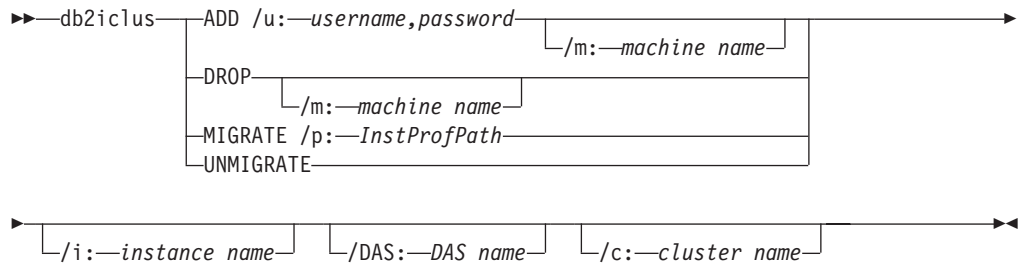 db2iclus ADD /u: username,password
/m: machine name
DROP
/m: machine name
MIGRATE /p: InstProfPath
UNMIGRATE
/i: instance name /DAS: DAS name /c: cluster name